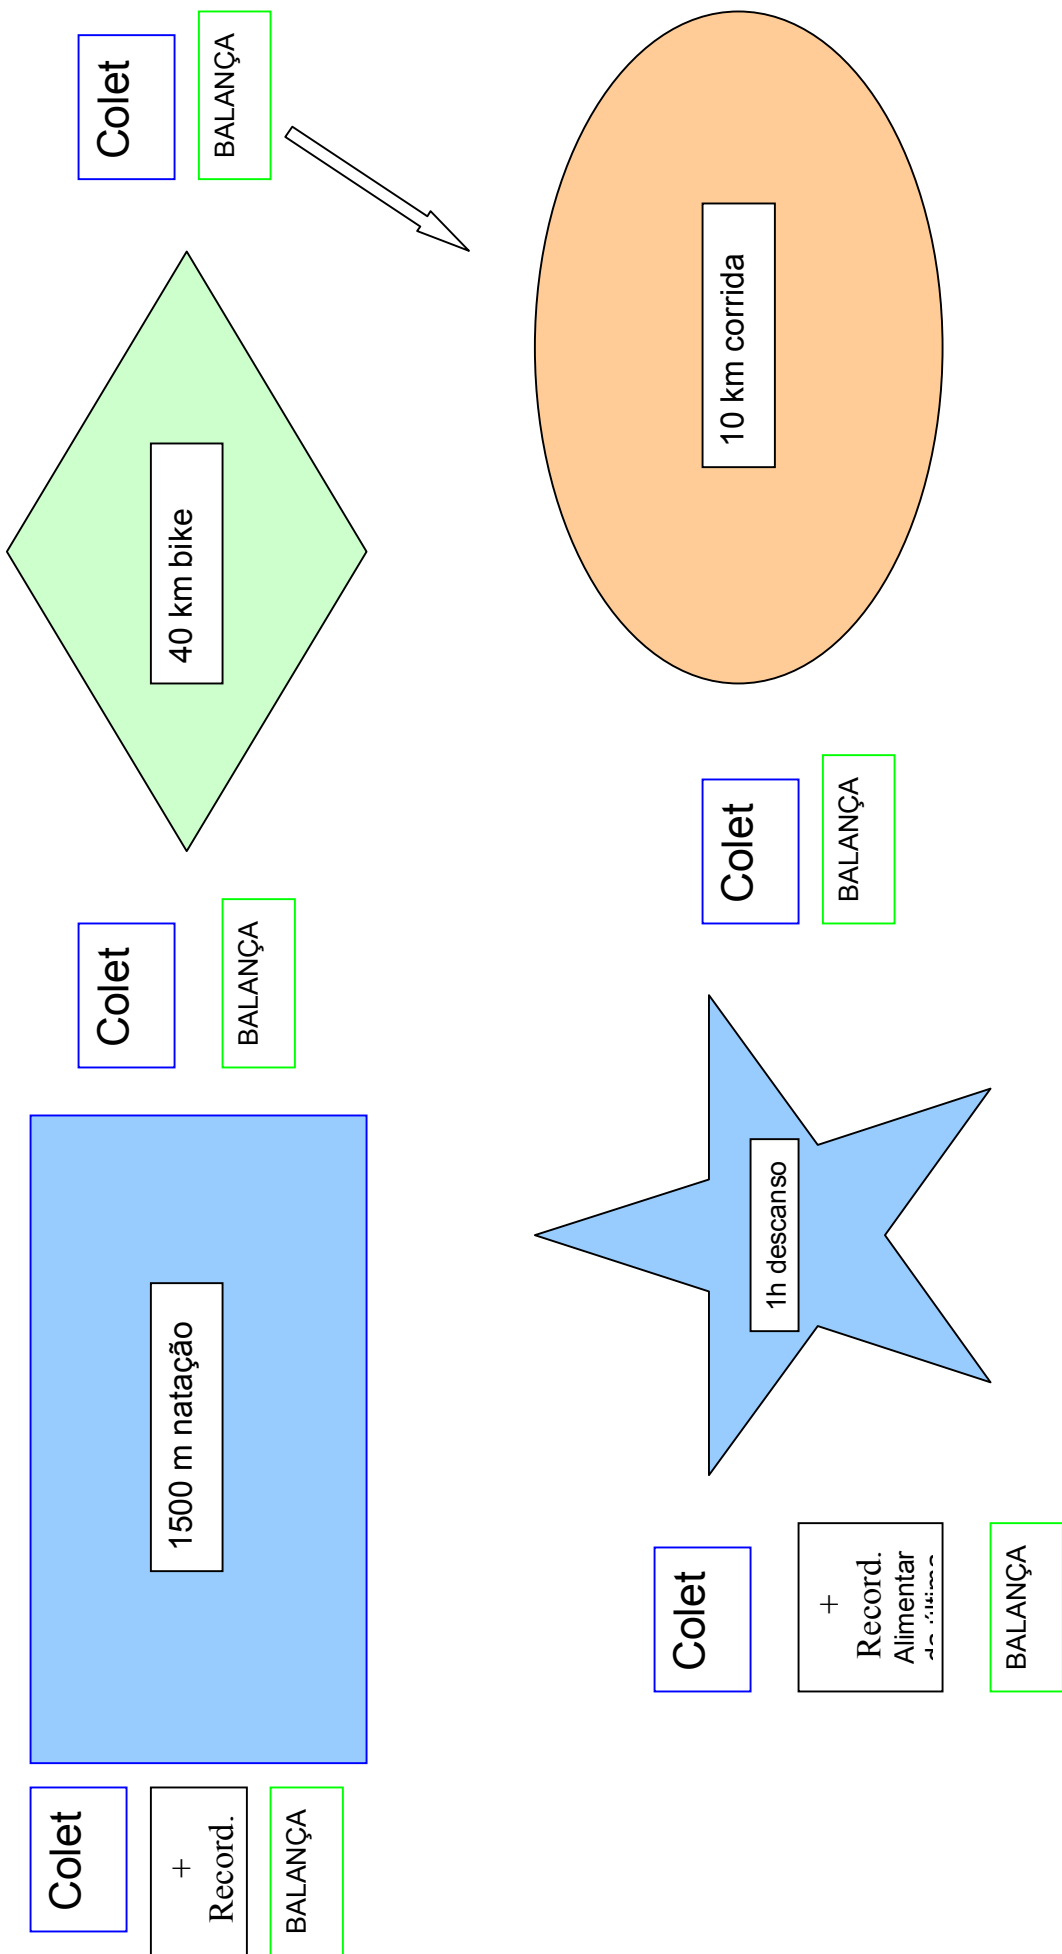 Colet
+
Record.
BALANÇA
1500 m natação
Colet
BALANÇA
40 km bike
Colet
BALANÇA
10 km corrida
Colet
BALANÇA
1h descanso
Colet
+
Record.
Alimentar
BALANÇA